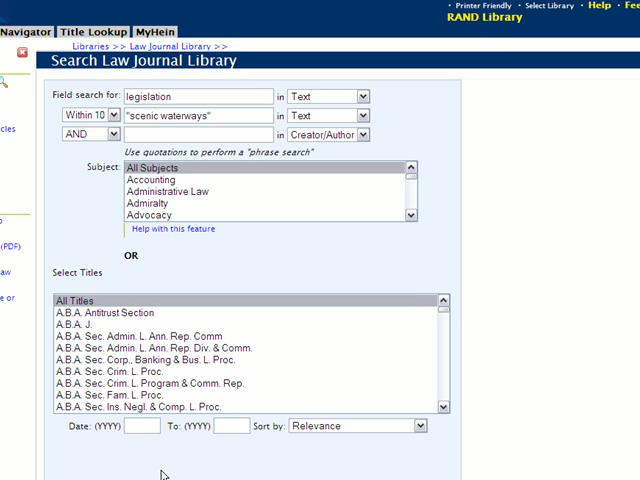 • Printer Friendly • Select Library • Help •
RAND Library
Navigator Title Lookup MyHein
Libraries >> Law Journal Library >>
Search Law Journal Library
Field search for: legislation in Text
Within 10 "scenic waterways" in Text
AND in Creator/Author
Use quotations to perform a "phrase search"
Subject: All Subjects
Accounting
Administrative Law
Admiralty
Advocacy
Help with this feature
OR
Select Titles
All Titles
A.B.A. Antitrust Section
A.B.A. J.
A.B.A. Sec. Admin. L. Ann. Rep. Comm
A.B.A. Sec. Admin. L. Ann. Rep. Div. & Comm.
A.B.A. Sec. Corp., Banking & Bus. L. Proc.
A.B.A. Sec. Crim. L. Proc.
A.B.A. Sec. Crim. L. Program & Comm. Rep.
A.B.A. Sec. Fam. L. Proc.
A.B.A. Sec. Ins. Negl. & Comp. L. Proc.
Date: (YYYY) To: (YYYY) Sort by: Relevance
cles
(PDF)
aw
e or